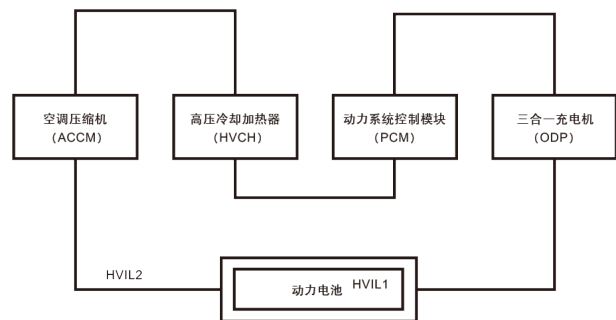 空调压缩机
(ACCM)
高压冷却加热器
(HVCH)
动力系统控制模块
(PCM)
三合一充电机
(ODP)
HVIL2
动力电池
HVIL1